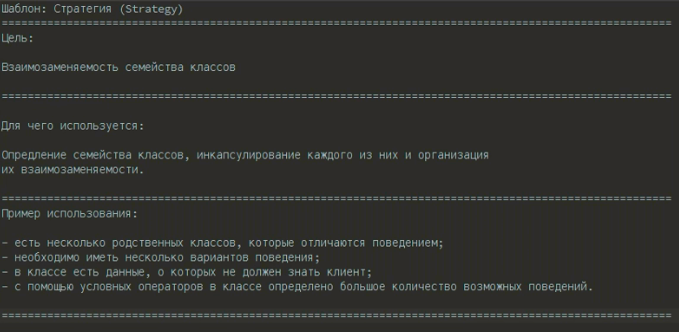 Шаблон: Стратегия (Strategy)
=======================================================================================================
Цель:
Взаимозаменяемость семейства классов
=======================================================================================================
Для чего используется:
Опредление семейства классов, инкапсулирование каждого из них и организация
их взаимозаменяемости.
=======================================================================================================
Пример использования:
- есть несколько родственных классов, которые отличаются поведением;
- необходимо иметь несколько вариантов поведения;
- в классе есть данные, о которых не должен знать клиент;
- с помощью условных операторов в классе определено большое количество возможных поведений.
=======================================================================================================